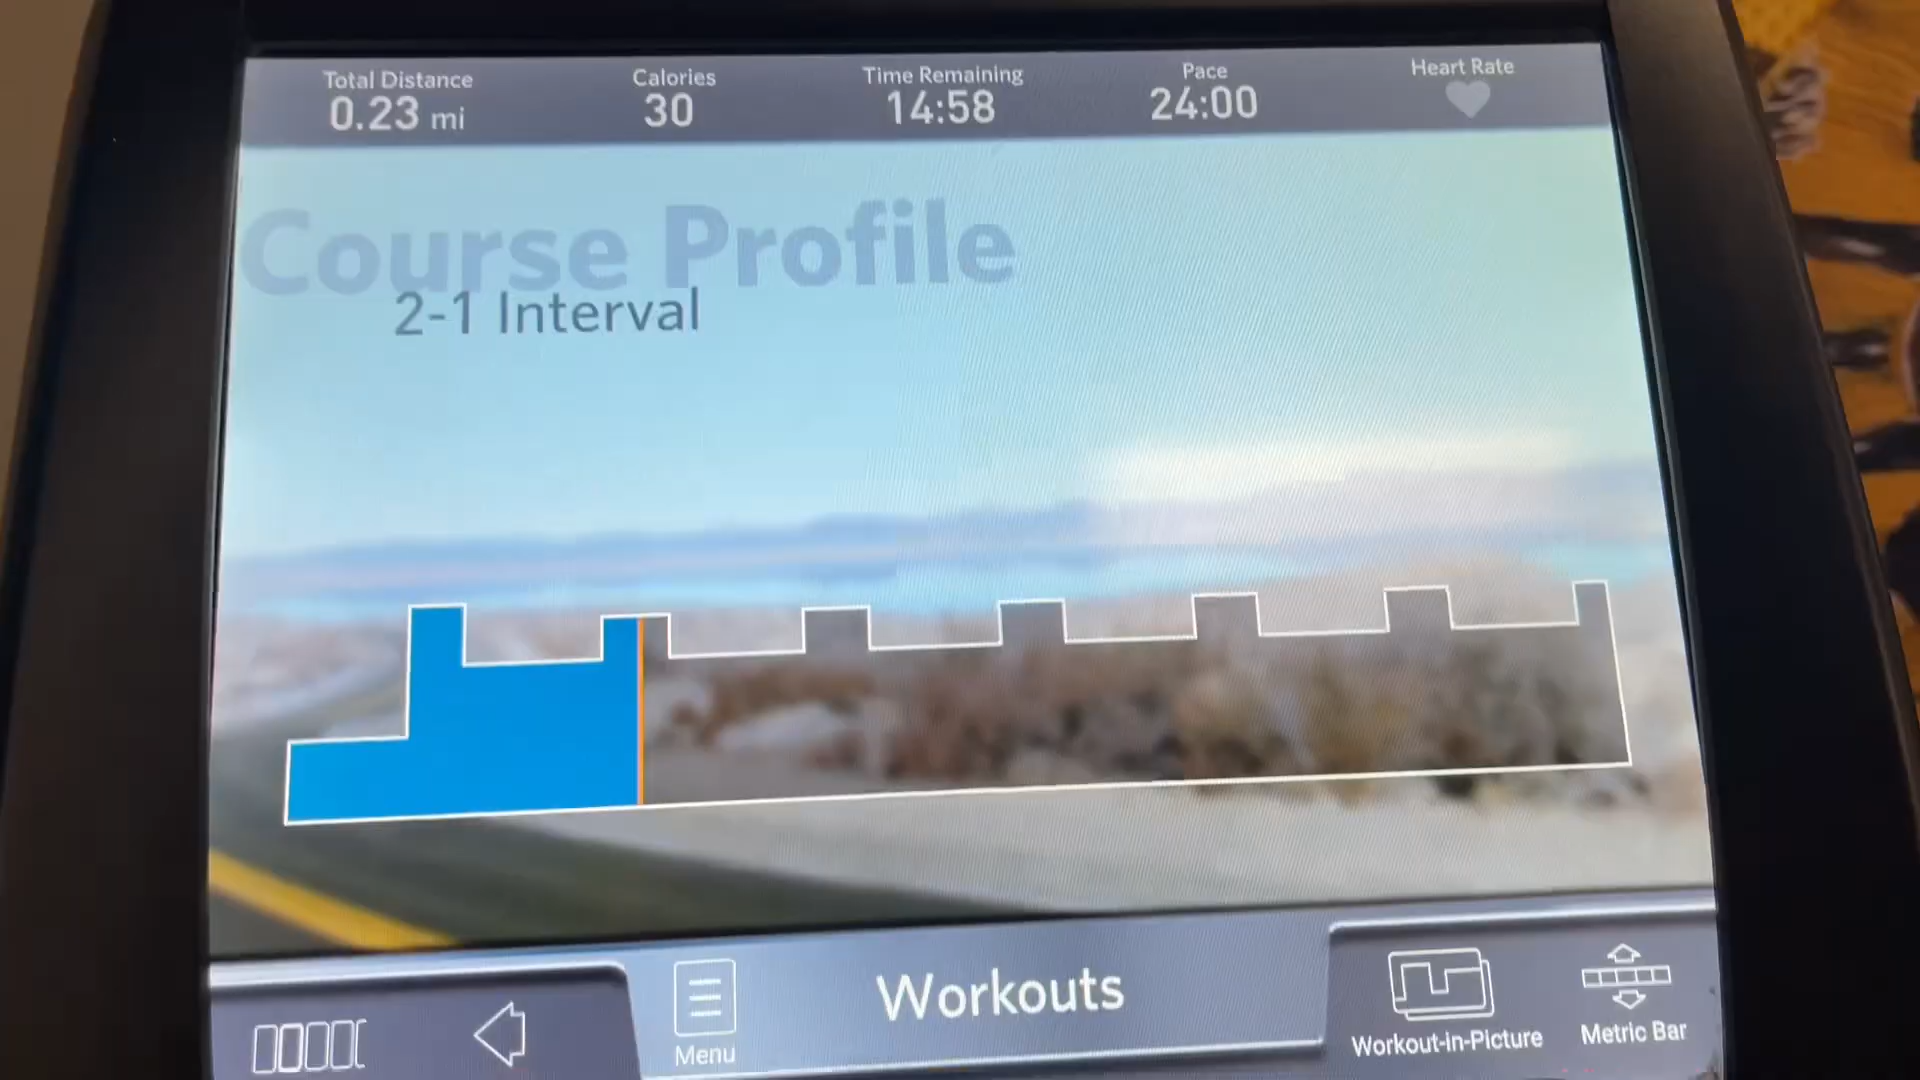 Total Distance
0.23 mi
Calories
30
Time Remaining
14:58
Pace
24:00
Heart Rate
Course Profile
2-1 Interval
Menu
Workouts
Workout-in-Picture
Metric Bar